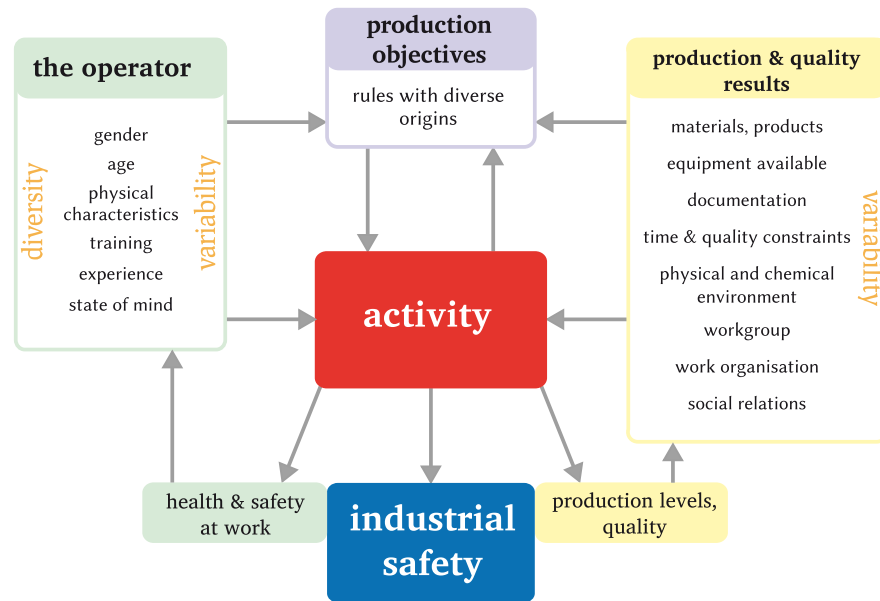 the operator
diversity
gender
age
physical
characteristics
training
experience
state of mind
variability
production
objectives
rules with diverse
origins
production & quality
results
materials, products
equipment available
documentation
time & quality constraints
physical and chemical
environment
workgroup
work organisation
social relations
variability
activity
health & safety
at work
industrial
safety
production levels,
quality